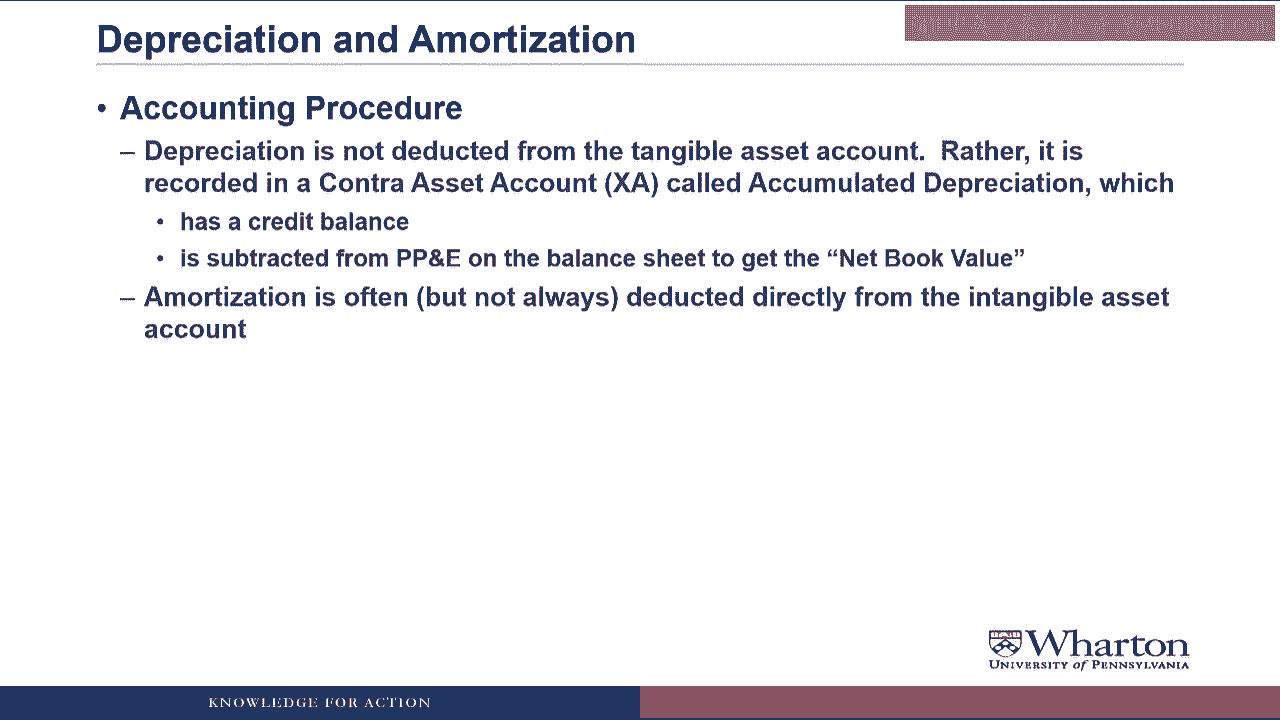 Depreciation and Amortization
• Accounting Procedure
– Depreciation is not deducted from the tangible asset account.  Rather, it is
recorded in a Contra Asset Account (XA) called Accumulated Depreciation, which
• has a credit balance
• is subtracted from PP&E on the balance sheet to get the “Net Book Value”
– Amortization is often (but not always) deducted directly from the intangible asset
account
Wharton
UNIVERSITY of PENNSYLVANIA
KNOWLEDGE FOR ACTION